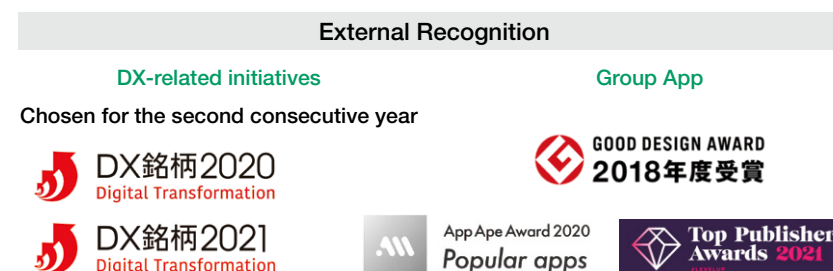 External Recognition
DX-related initiatives
Chosen for the second consecutive year
DX銘柄2020
Digital Transformation
DX銘柄2021
Digital Transformation
Group App
GOOD DESIGN AWARD
2018年度受賞
App Ape Award 2020
Popular apps
Top Publisher
Awards 2021